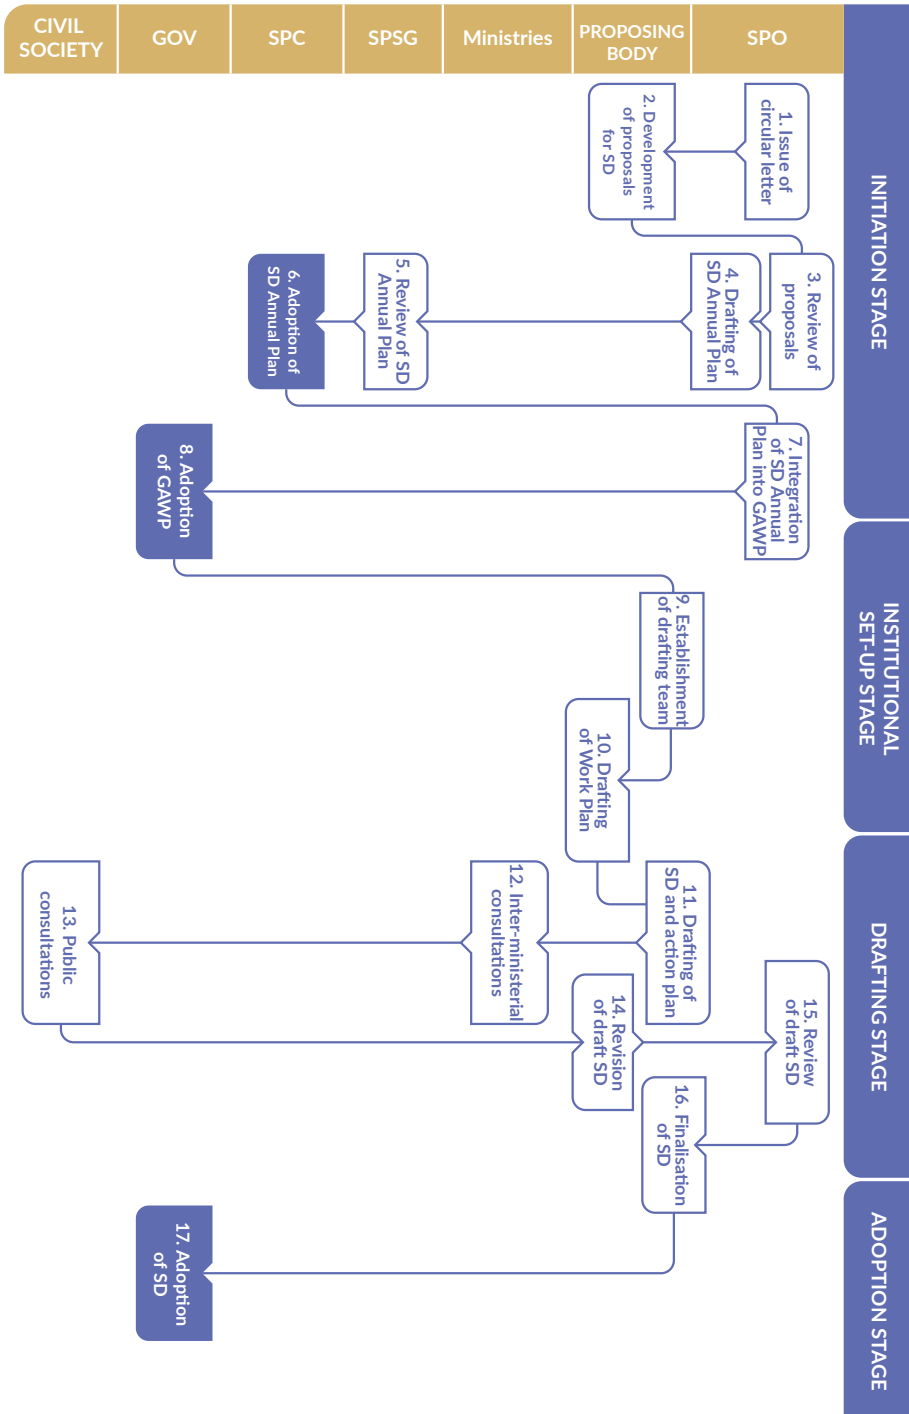 CIVIL
SOCIETY
GOV
SPC
SPSG
Ministries
PROPOSING
BODY
SPO
INITIATION STAGE
INSTITUTIONAL
SET-UP STAGE
DRAFTING STAGE
ADOPTION STAGE
1. Issue of
circular letter
2. Development
of proposals
for SD
3. Review of
proposals
4. Drafting of
SD Annual Plan
5. Review of SD
Annual Plan
6. Adoption of
SD Annual Plan
7. Integration
of SD Annual
Plan into GAWP
8. Adoption
of GAWP
9. Establishment
of drafting team
10. Drafting
of Work Plan
11. Drafting of
SD and action plan
12. Inter-ministerial
consultations
13. Public
consultations
14. Revision
of draft SD
15. Review
of draft SD
16. Finalisation
of SD
17. Adoption
of SD